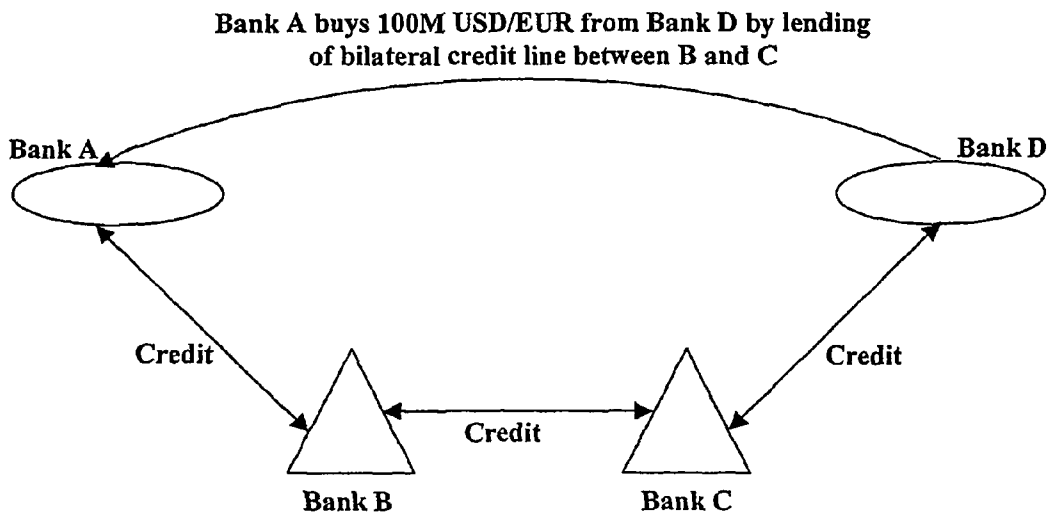 Bank A buys 100M USD/EUR from Bank D by lending
of bilateral credit line between B and C
Bank A
Bank D
Credit
Credit
Credit
Bank B
Bank C